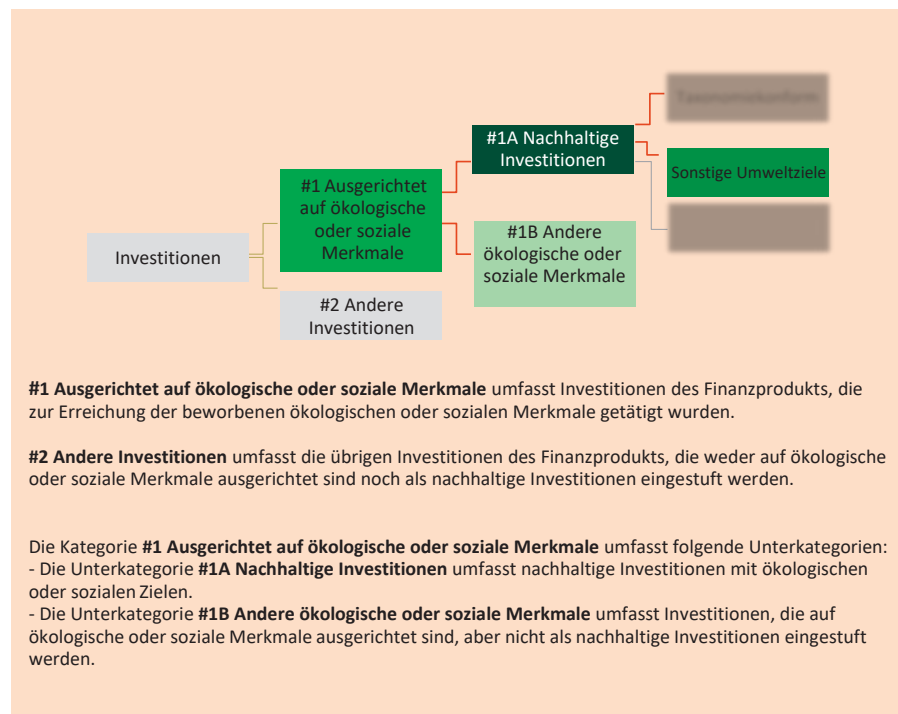 Taxonomiekonform
#1A Nachhaltige
Investitionen
Sonstige Umweltziele
#1 Ausgerichtet
auf ökologische
oder soziale
Merkmale
#1B Andere
ökologische oder
soziale Merkmale
Investitionen
#2 Andere
Investitionen
#1 Ausgerichtet auf ökologische oder soziale Merkmale umfasst Investitionen des Finanzprodukts, die
zur Erreichung der beworbenen ökologischen oder sozialen Merkmale getätigt wurden.
#2 Andere Investitionen umfasst die übrigen Investitionen des Finanzprodukts, die weder auf ökologische
oder soziale Merkmale ausgerichtet sind noch als nachhaltige Investitionen eingestuft werden.
Die Kategorie #1 Ausgerichtet auf ökologische oder soziale Merkmale umfasst folgende Unterkategorien:
- Die Unterkategorie #1A Nachhaltige Investitionen umfasst nachhaltige Investitionen mit ökologischen
oder sozialen Zielen.
- Die Unterkategorie #1B Andere ökologische oder soziale Merkmale umfasst Investitionen, die auf
ökologische oder soziale Merkmale ausgerichtet sind, aber nicht als nachhaltige Investitionen eingestuft
werden.